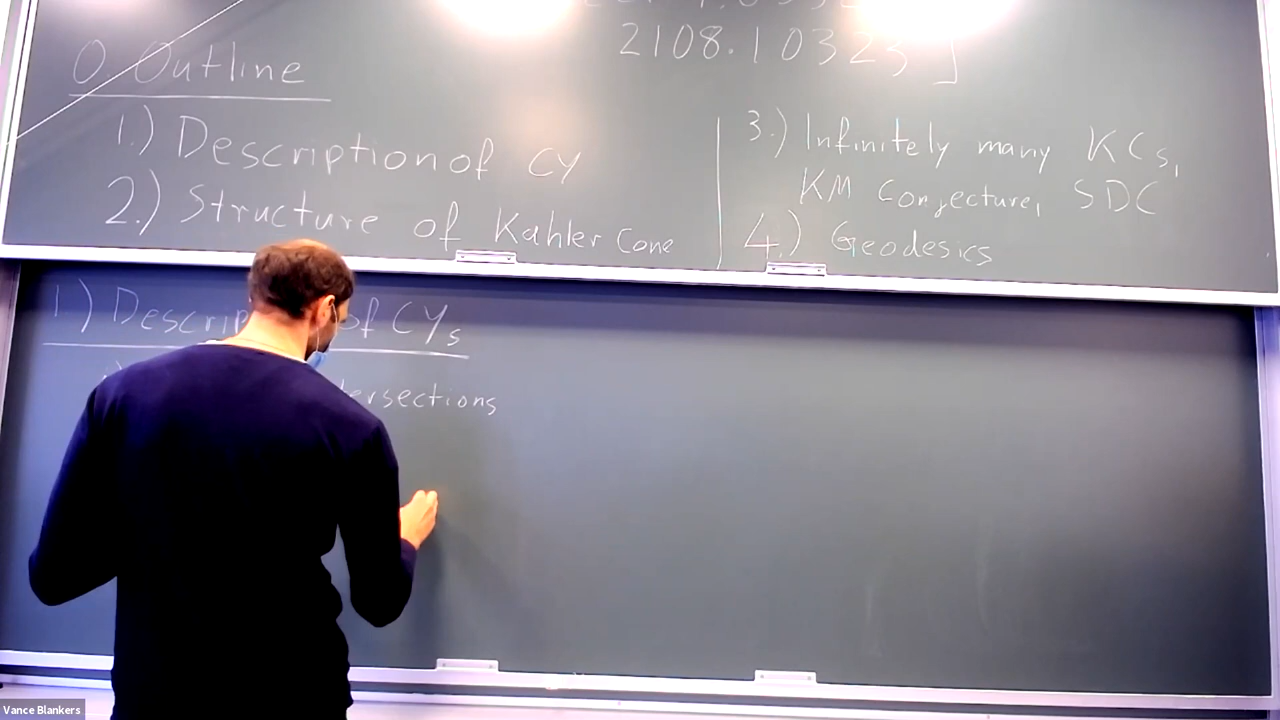 2108.10323]
0. Outline
1.) Description of CY
2.) Structure of Kahler Cone
3.) Infinitely many KCs,
KM Conjecture, SDC
4.) Geodesics
1) Descrip of CYs
tersections
Vance Blankers